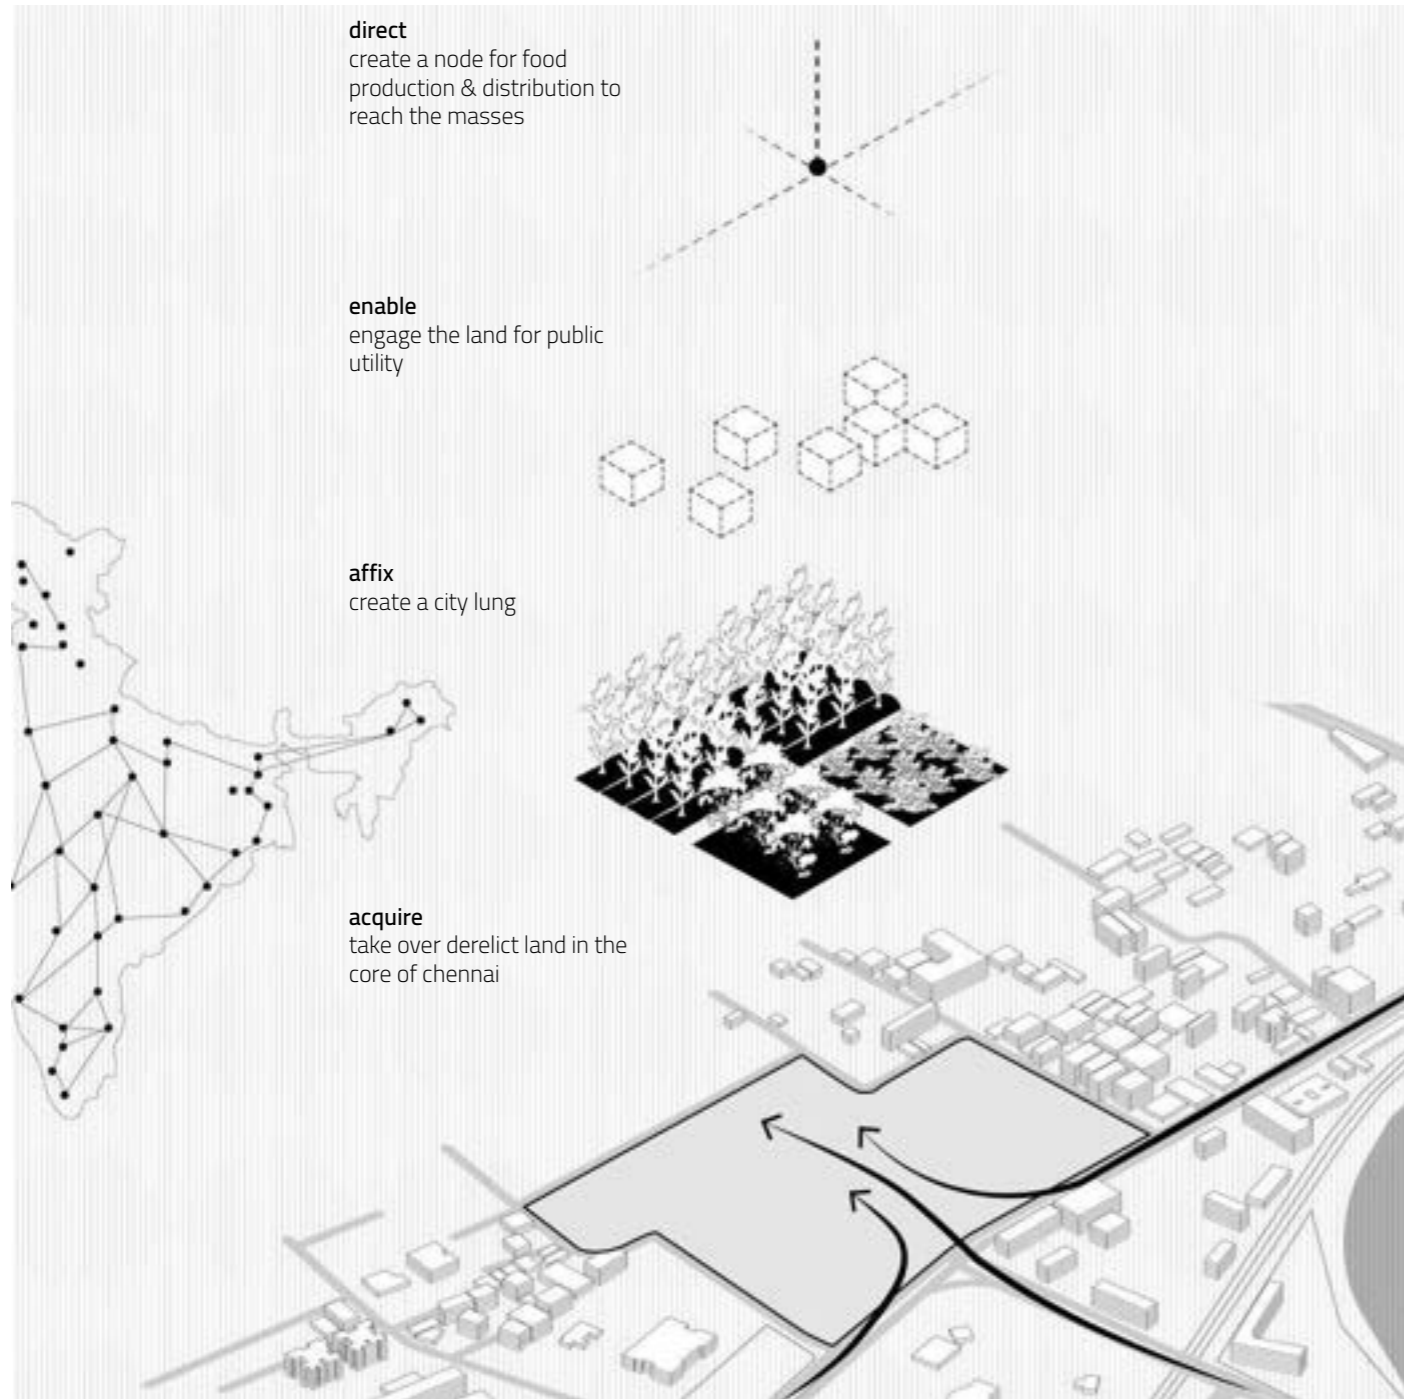 direct
create a node for food
production & distribution to
reach the masses
enable
engage the land for public
utility
affix
create a city lung
acquire
take over derelict land in the
core of chennai